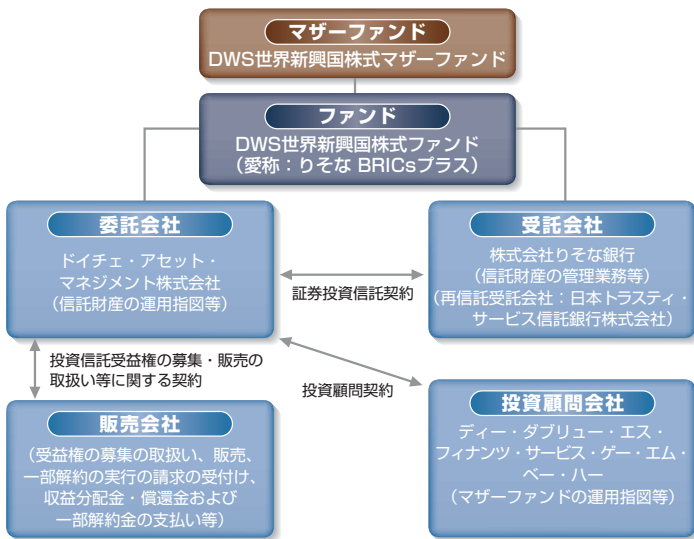 マザーファンド
DWS世界新興国株式マザーファンド
ファンド
DWS世界新興国株式ファンド
（愛称：りそな BRICsプラス）
委託会社
ドイチェ・アセット・
マネジメント株式会社
（信託財産の運用指図等）
証券投資信託契約
受託会社
株式会社りそな銀行
（信託財産の管理業務等）
（再信託受託会社：日本トラスティ・
サービス信託銀行株式会社）
投資信託受益権の募集・販売の
取扱い等に関する契約
投資顧問契約
販売会社
（受益権の募集の取扱い、販売、
一部解約の実行の請求の受付け、
収益分配金・償還金および
一部解約金の支払い等）
投資顧問会社
ディー・ダブリュー・エス・
フィナンツ・サービス・ゲー・エム・
ベー・ハー
（マザーファンドの運用指図等）